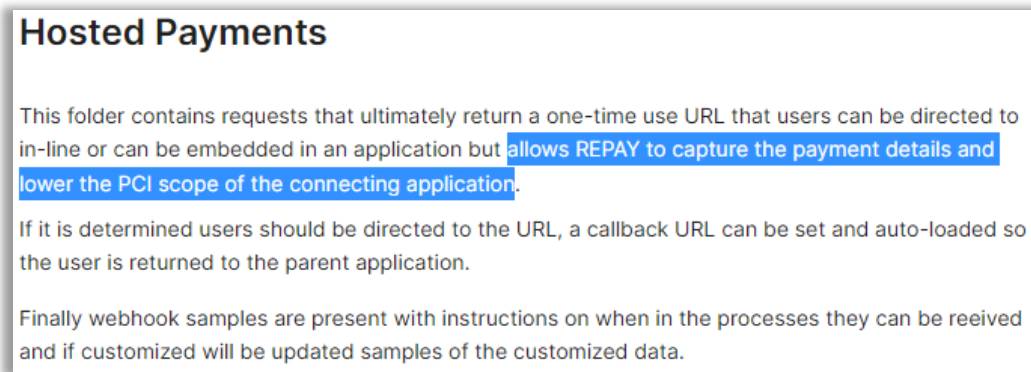 Hosted Payments
This folder contains requests that ultimately return a one-time use URL that users can be directed to
in-line or can be embedded in an application but allows REPAY to capture the payment details and
lower the PCI scope of the connecting application.
If it is determined users should be directed to the URL, a callback URL can be set and auto-loaded so
the user is returned to the parent application.
Finally webhook samples are present with instructions on when in the processes they can be reeived
and if customized will be updated samples of the customized data.